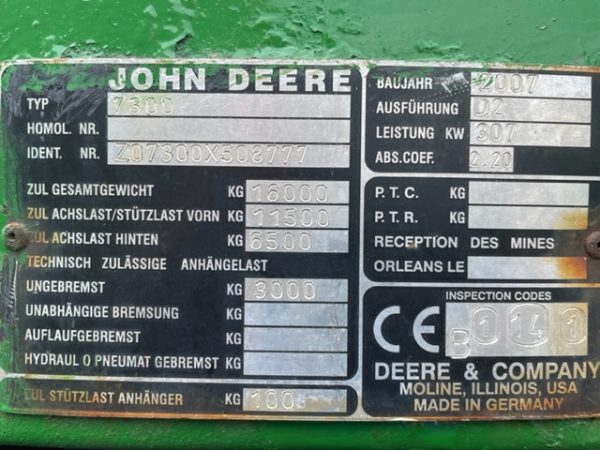 JOHN DEERE
TYP 7300
HOMOL. NR.
IDENT. NR. Z07300X508777
ZUL GESAMTGEWICHT KG 16000
ZUL ACHSLAST/STÜTZLAST VORN KG 11500
ZUL ACHSLAST HINTEN KG 6500
TECHNISCH ZULÄSSIGE ANHÄNGELAST
UNGEBREMST KG 3000
UNABHÄNGIGE BREMSUNG KG
AUFLAUFGEBREMST KG
HYDRAUL O PNEUMAT GEBREMST KG
ZUL STÜTZLAST ANHÄNGER KG 100
BAUJAHR 2007
AUSFÜHRUNG D2
LEISTUNG KW 307
ABS.COEF. 2.20
P.T.C. KG
P.T.R. KG
RECEPTION DES MINES
ORLEANS LE
INSPECTION CODES
CE B 0 14 0
DEERE & COMPANY
MOLINE, ILLINOIS, USA
MADE IN GERMANY